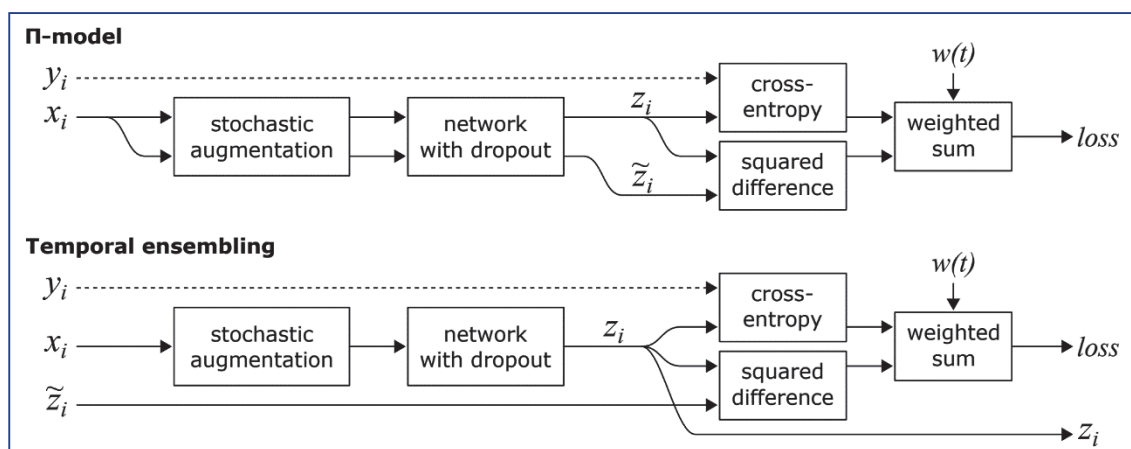 Π-model
y_i
x_i
stochastic
augmentation
network
with dropout
z_i
z̃_i
cross-
entropy
squared
difference
w(t)
weighted
sum
loss
Temporal ensembling
y_i
x_i
z̃_i
stochastic
augmentation
network
with dropout
z_i
cross-
entropy
squared
difference
w(t)
weighted
sum
loss
z_i